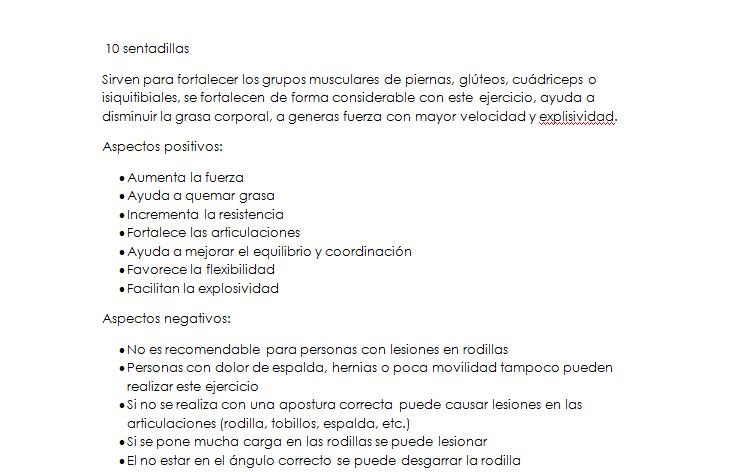 10 sentadillas
Sirven para fortalecer los grupos musculares de piernas, glúteos, cuádriceps o
isiquitibiales, se fortalecen de forma considerable con este ejercicio, ayuda a
disminuir la grasa corporal, a generas fuerza con mayor velocidad y explisividad.
Aspectos positivos:
• Aumenta la fuerza
• Ayuda a quemar grasa
• Incrementa la resistencia
• Fortalece las articulaciones
• Ayuda a mejorar el equilibrio y coordinación
• Favorece la flexibilidad
• Facilitan la explosividad
Aspectos negativos:
• No es recomendable para personas con lesiones en rodillas
• Personas con dolor de espalda, hernias o poca movilidad tampoco pueden
realizar este ejercicio
• Si no se realiza con una apostura correcta puede causar lesiones en las
articulaciones (rodilla, tobillos, espalda, etc.)
• Si se pone mucha carga en las rodillas se puede lesionar
• El no estar en el ángulo correcto se puede desgarrar la rodilla